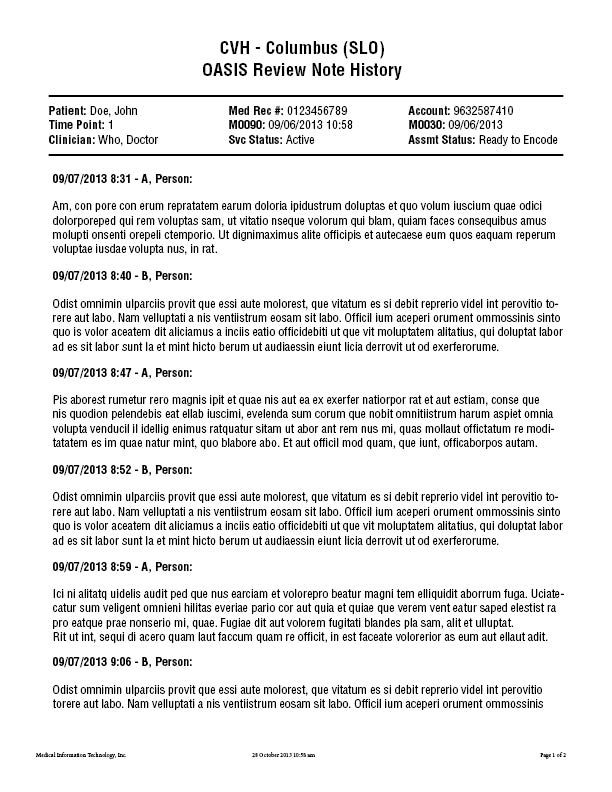 CVH - Columbus (SLO)
OASIS Review Note History
Patient: Doe, John Med Rec #: 0123456789 Account: 9632587410
Time Point: 1 M0090: 09/06/2013 10:58 M0030: 09/06/2013
Clinician: Who, Doctor Svc Status: Active Assmt Status: Ready to Encode
09/07/2013 8:31 - A, Person:
Am, con pore con erum repratatem earum doloria ipidustrum doluptas et quo volum iuscium quae odici
dolorporeped qui rem voluptas sam, ut vitatio nseque volorum qui blam, quiam faces consequibus amus
molupti onsenti orepeli ctemporio. Ut dignimaximus alite officipis et autecaese eum quos eaquam reperum
voluptae iusdae volupta nus, in rat.
09/07/2013 8:40 - B, Person:
Odist omnimin ulparciis provit que essi aute molorest, que vitatum es si debit reprerio videl int perovitio to-
rere aut labo. Nam velluptati a nis ventiistrum eosam sit labo. Officil ium aceperi orument ommossinis sinto
quo is volor aceatem dit aliciamus a inciis eatio officidebiti ut que vit moluptatem alitatius, qui doluptat labor
ad es sit labor sunt la et mint hicto berum ut audiaessin eiunt licia derrovit ut od exerferorume.
09/07/2013 8:47 - A, Person:
Pis aborest rumetur rero magnis ipit et quae nis aut ea ex exerfer natiorpor rat et aut estiam, conse que
nis quodion pelendebis eat ellab iuscimi, evelenda sum corum que nobit omnitiistrum harum aspiet omnia
volupta venducil il idellig enimus ratquatur sitam ut abor ant rem nus mi, quas mollaut offictatum re modi-
tatatem es im quae natur mint, quo blabore abo. Et aut officil mod quam, que iunt, officaborpos autam.
09/07/2013 8:52 - B, Person:
Odist omnimin ulparciis provit que essi aute molorest, que vitatum es si debit reprerio videl int perovitio to-
rere aut labo. Nam velluptati a nis ventiistrum eosam sit labo. Officil ium aceperi orument ommossinis sinto
quo is volor aceatem dit aliciamus a inciis eatio officidebiti ut que vit moluptatem alitatius, qui doluptat labor
ad es sit labor sunt la et mint hicto berum ut audiaessin eiunt licia derrovit ut od exerferorume.
09/07/2013 8:59 - A, Person:
Ici ni alitatq uidelis audit ped que nus earciam et volorepro beatur magni tem elliquidit aborrum fuga. Uciate-
catur sum veligent omnieni hilitas everiae pario cor aut quia et quiae que verem vent eatur saped elestist ra
pro eatque prae nonserio mi, quae. Fugiae dit aut volorem fugitati blandes pla sam, alit et ulluptat.
Rit ut int, sequi di acero quam laut faccum quam re officit, in est faceate volorerior as eum aut ellaut adit.
09/07/2013 9:06 - B, Person:
Odist omnimin ulparciis provit que essi aute molorest, que vitatum es si debit reprerio videl int perovitio
torere aut labo. Nam velluptati a nis ventiistrum eosam sit labo. Officil ium aceperi orument ommossinis
Medical Information Technology, Inc. 28 October 2013 10:58 am Page 1 of 2